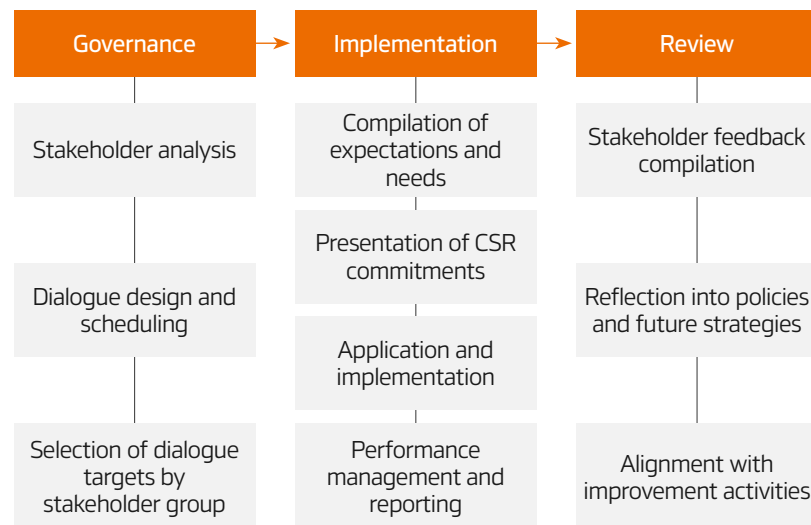 Governance
Implementation
Review
Stakeholder analysis
Dialogue design and
scheduling
Selection of dialogue
targets by
stakeholder group
Compilation of
expectations and
needs
Presentation of CSR
commitments
Application and
implementation
Performance
management and
reporting
Stakeholder feedback
compilation
Reflection into policies
and future strategies
Alignment with
improvement activities